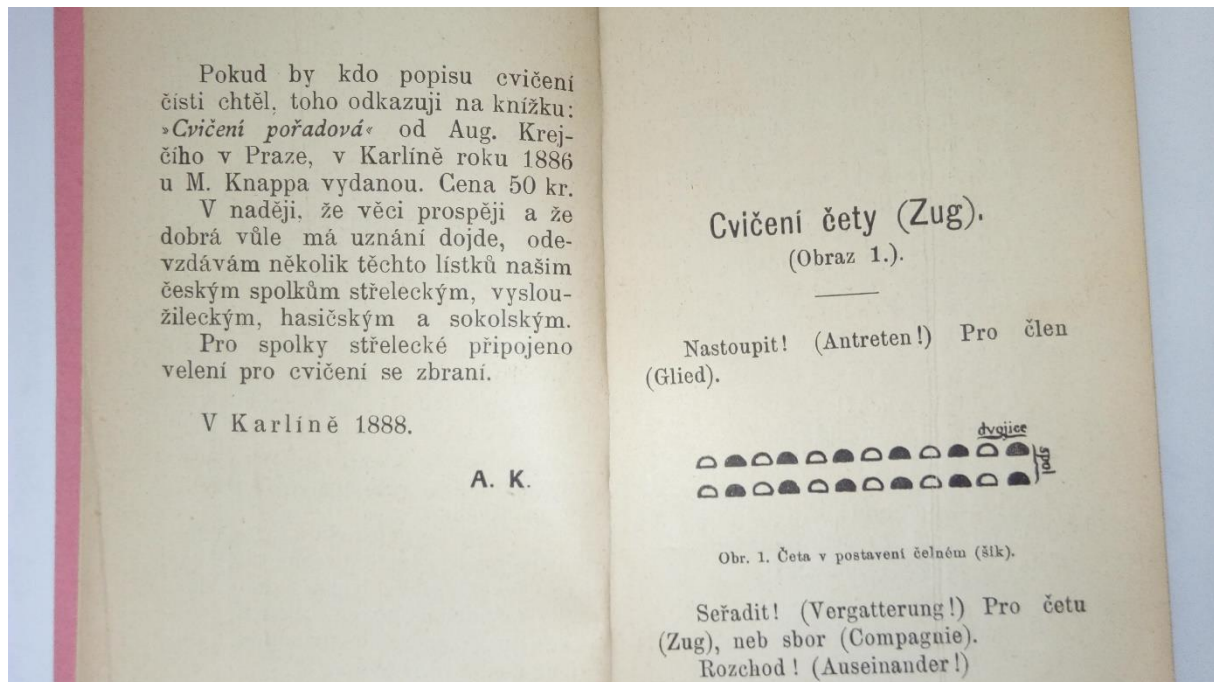 Pokud by kdo popisu cvičení
čísti chtěl, toho odkazuji na knížku:
»Cvičení pořadová« od Aug. Krej-
čího v Praze, v Karlíně roku 1886
u M. Knappa vydanou. Cena 50 kr.
V naději, že věci prospěji a že
dobrá vůle má uznání dojde, ode-
vzdávám několik těchto lístků našim
českým spolkům střeleckým, vyslou-
žileckým, hasičským a sokolským.
Pro spolky střelecké připojeno
velení pro cvičení se zbraní.
V Karlíně 1888.
A. K.
Cvičení čety (Zug).
(Obraz 1.).
Nastoupit! (Antreten!) Pro člen
(Glied).
dvojice
spol
Obr. 1. Četa v postavení čelném (šik).
Seřadit! (Vergatterung!) Pro četu
(Zug), neb sbor (Compagnie).
Rozchod! (Auseinander!)